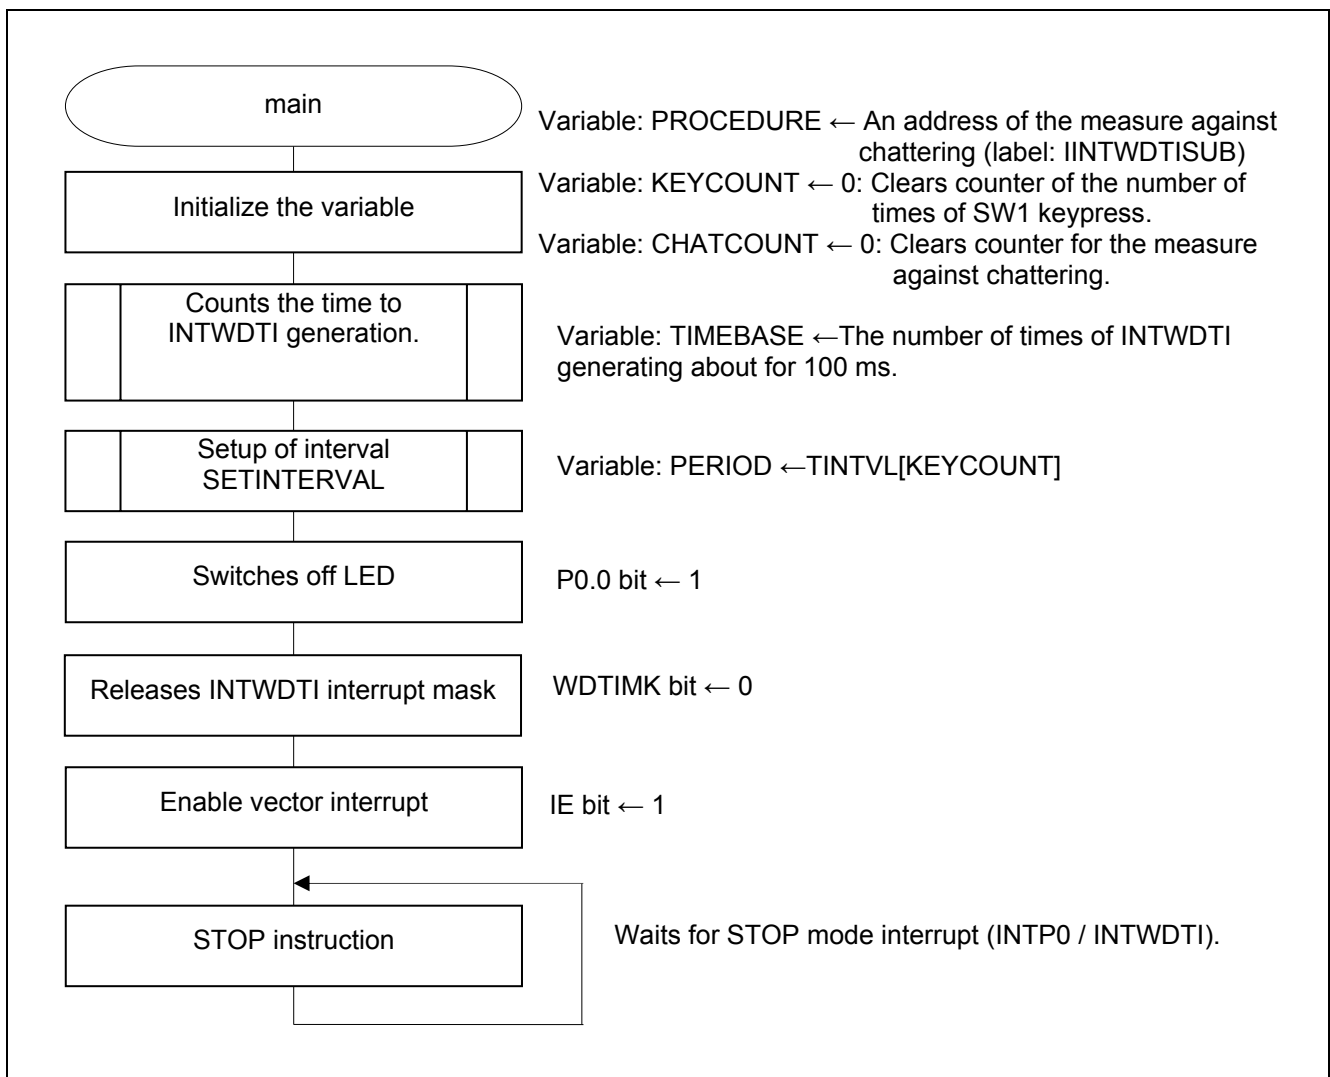 main
Variable: PROCEDURE ← An address of the measure against
chattering (label: IINTWDTISUB)
Initialize the variable
Variable: KEYCOUNT ← 0: Clears counter of the number of
times of SW1 keypress.
Variable: CHATCOUNT ← 0: Clears counter for the measure
against chattering.
Counts the time to
INTWDTI generation.
Variable: TIMEBASE ←The number of times of INTWDTI
generating about for 100 ms.
Setup of interval
SETINTERVAL
Variable: PERIOD ←TINTVL[KEYCOUNT]
Switches off LED
P0.0 bit ← 1
Releases INTWDTI interrupt mask
WDTIMK bit ← 0
Enable vector interrupt
IE bit ← 1
STOP instruction
Waits for STOP mode interrupt (INTP0 / INTWDTI).